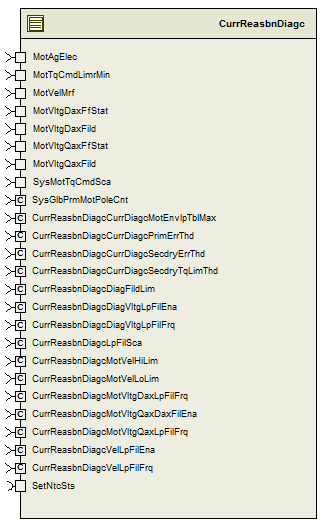 CurrReasbnDiagc
MotAgElec
MotTqCmdLimrMin
MotVelMrf
MotVltgDaxFfStat
MotVltgDaxFild
MotVltgQaxFfStat
MotVltgQaxFild
SysMotTqCmdSca
C SysGlbPrmMotPoleCnt
C CurrReasbnDiagcCurrDiagcMotEnvlpTblMax
C CurrReasbnDiagcCurrDiagcPrimErrThd
C CurrReasbnDiagcCurrDiagcSecdryErrThd
C CurrReasbnDiagcCurrDiagcSecdryTqLimThd
C CurrReasbnDiagcDiagFildLim
C CurrReasbnDiagcDiagVltgLpFilEna
C CurrReasbnDiagcDiagVltgLpFilFrq
C CurrReasbnDiagcLpFilSca
C CurrReasbnDiagcMotVelHiLim
C CurrReasbnDiagcMotVelLoLim
C CurrReasbnDiagcMotVltgDaxLpFilFrq
C CurrReasbnDiagcMotVltgQaxDaxFilEna
C CurrReasbnDiagcMotVltgQaxLpFilFrq
C CurrReasbnDiagcVelLpFilEna
C CurrReasbnDiagcVelLpFilFrq
SetNtcSts